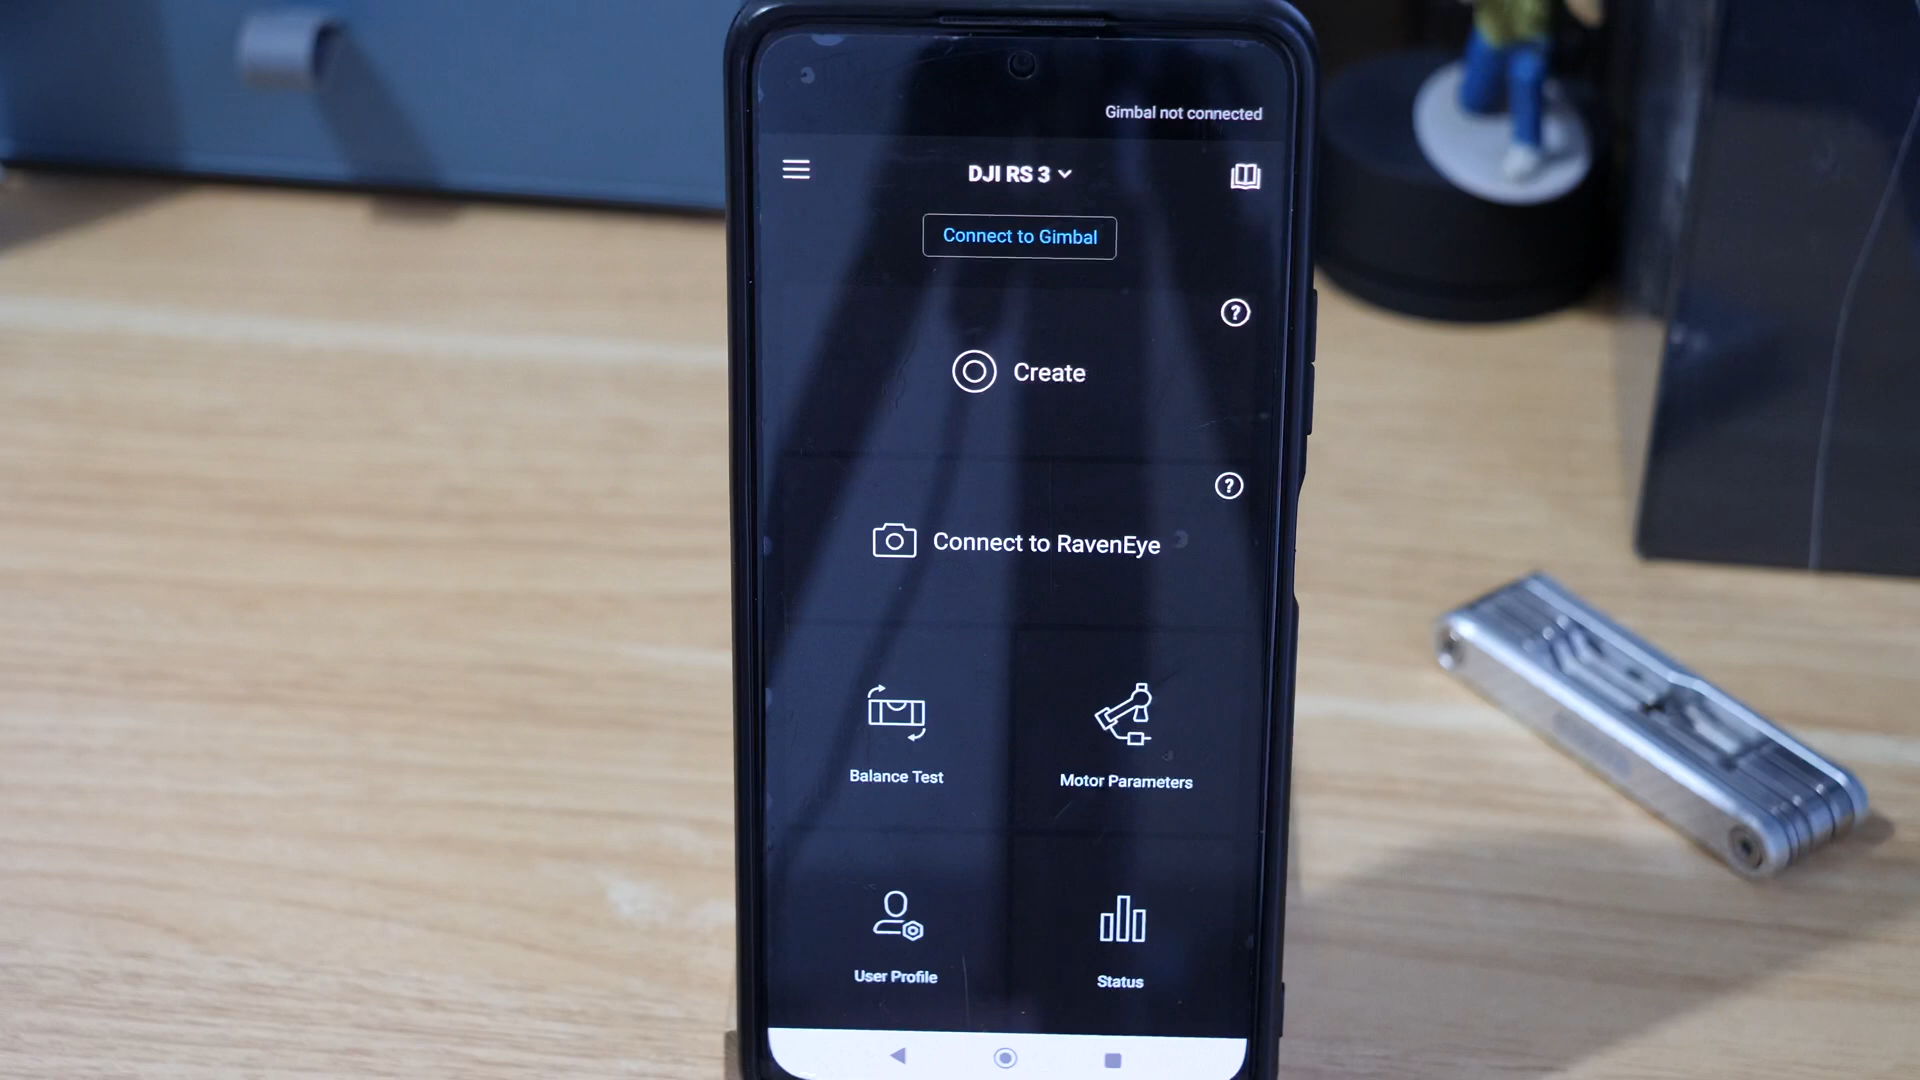 Gimbal not connected
DJI RS 3
Connect to Gimbal
?
Create
?
Connect to RavenEye
Balance Test
Motor Parameters
User Profile
Status